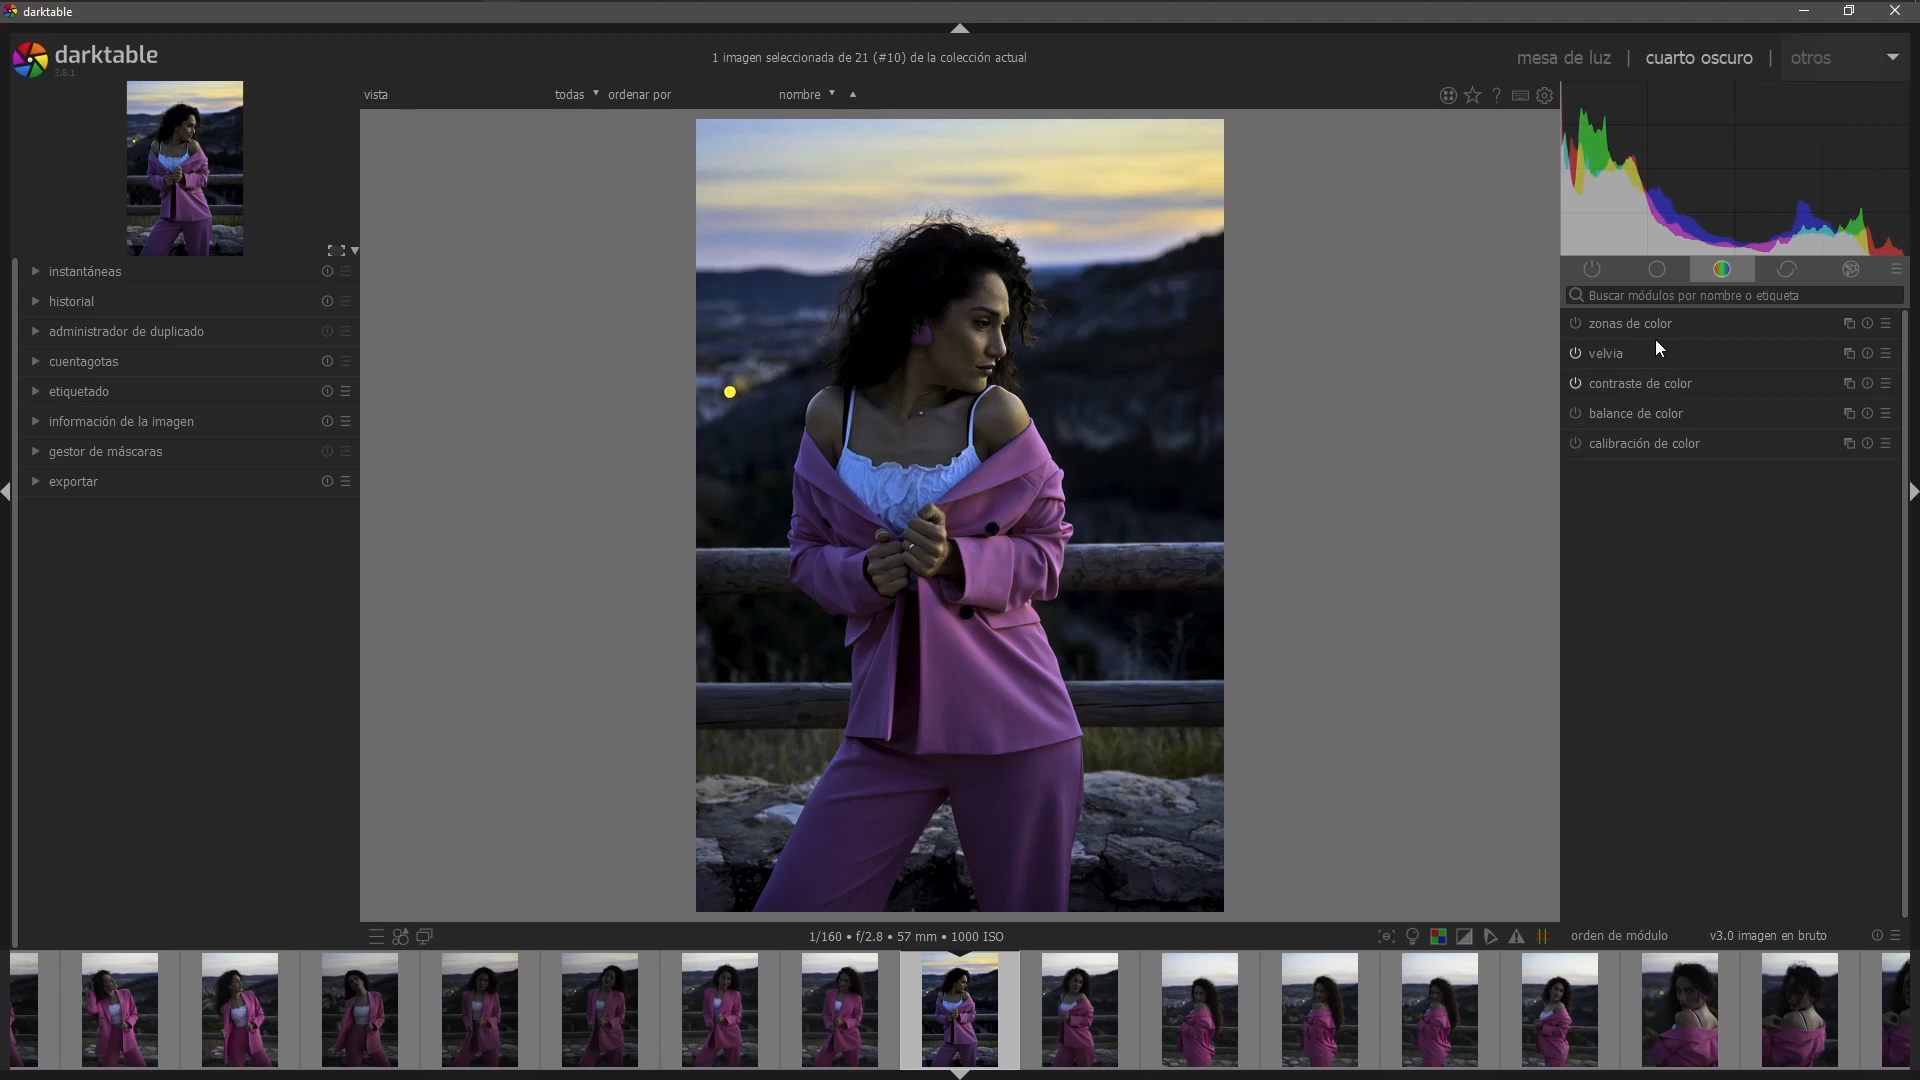 darktable
darktable
3.8.1
1 imagen seleccionada de 21 (#10) de la colección actual
mesa de luz | cuarto oscuro | otros
vista todas ordenar por nombre
instantáneas
historial
administrador de duplicado
cuentagotas
etiquetado
información de la imagen
gestor de máscaras
exportar
Buscar módulos por nombre o etiqueta
zonas de color
velvia
contraste de color
balance de color
calibración de color
1/160 • f/2.8 • 57 mm • 1000 ISO
orden de módulo v3.0 imagen en bruto